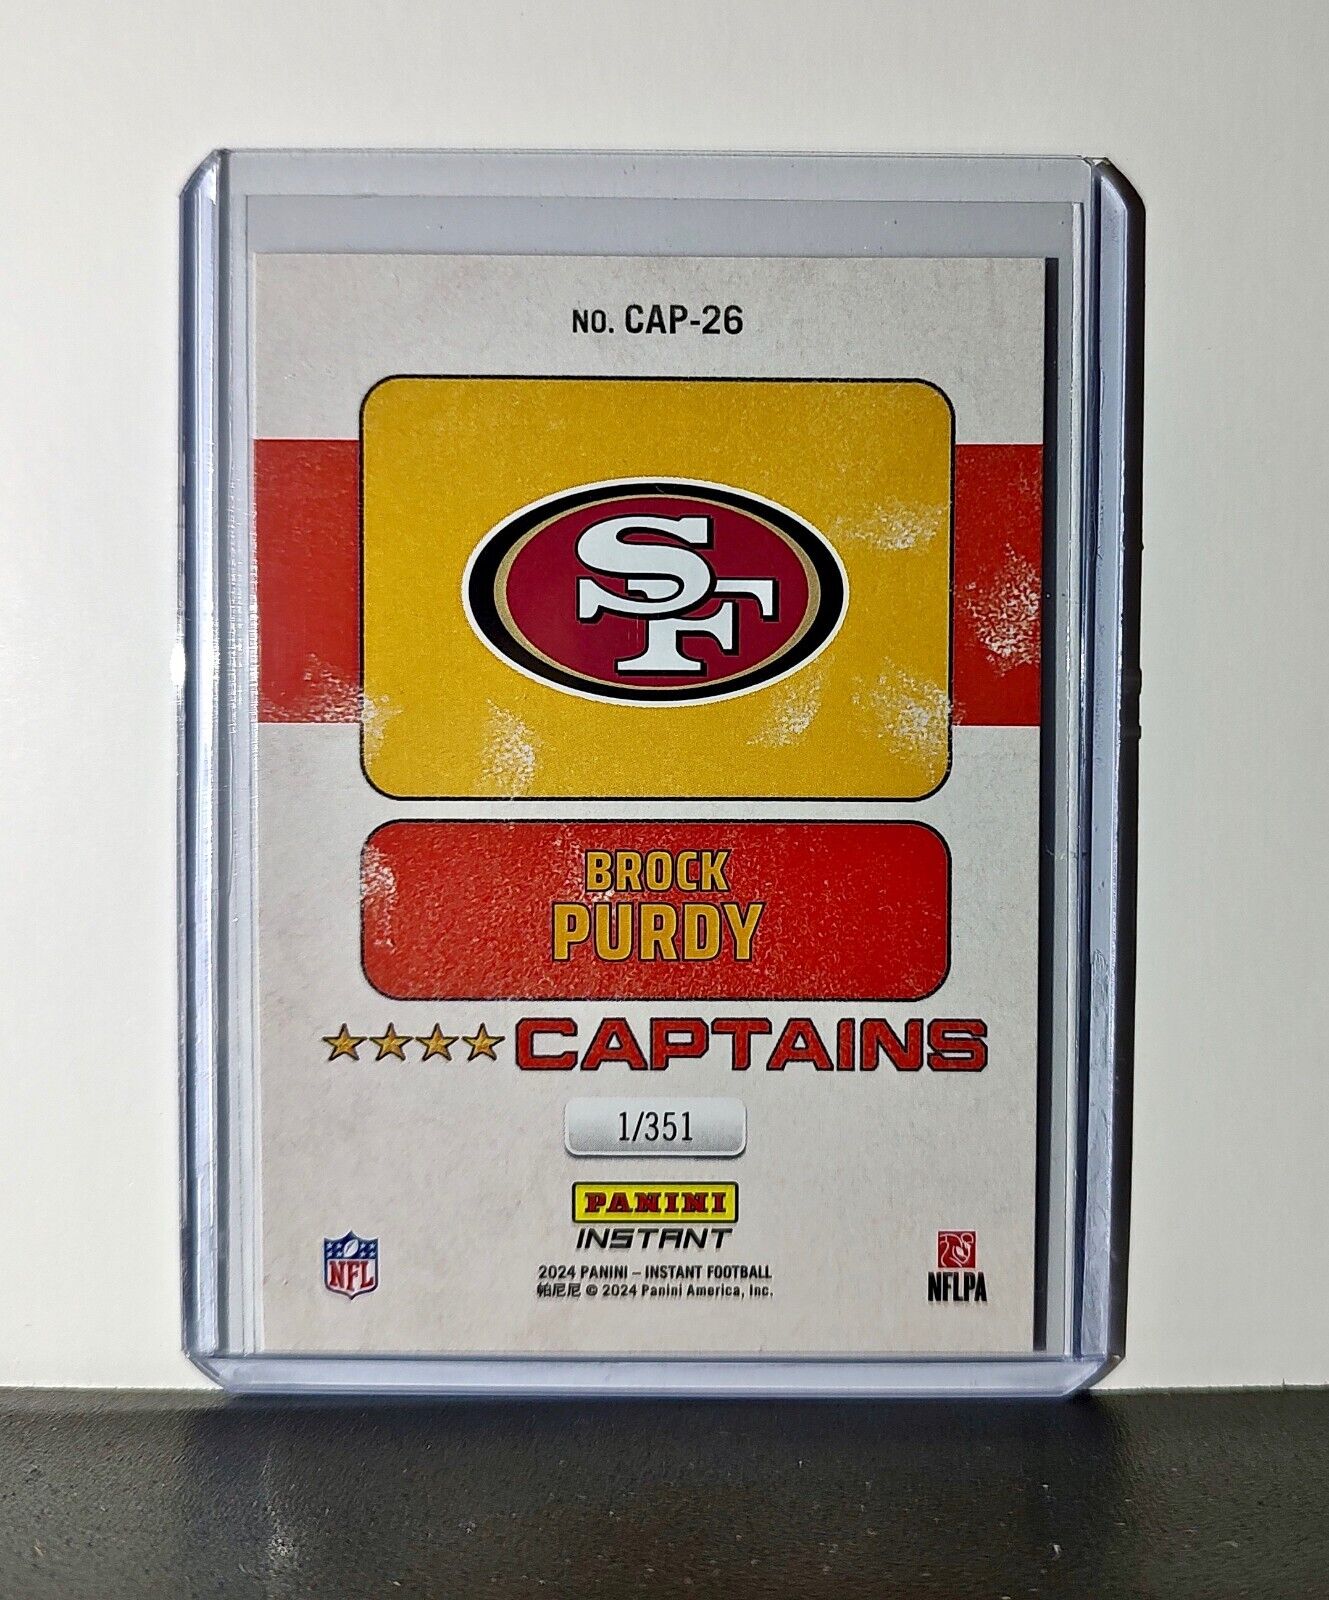 NO. CAP-26
SF
BROCK
PURDY
CAPTAINS
1/351
PANINI
INSTANT
NFL
NFLPA
2024 PANINI – INSTANT FOOTBALL
帕尼尼 © 2024 Panini America, Inc.